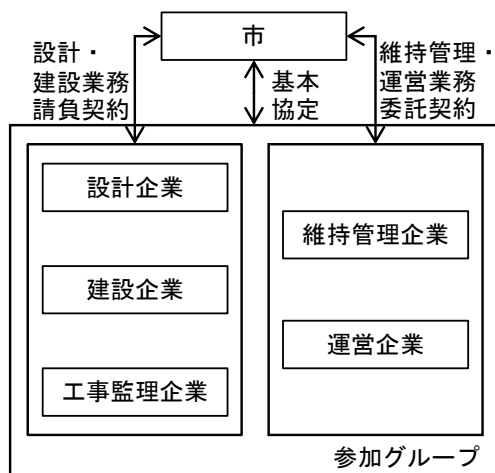 市
設計・
建設業務
請負契約
基本
協定
維持管理・
運営業務
委託契約
設計企業
建設企業
工事監理企業
維持管理企業
運営企業
参加グループ